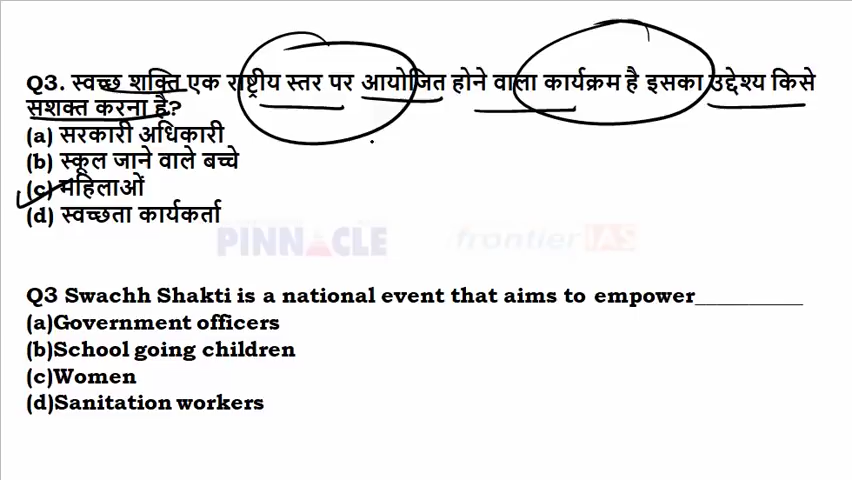 Q3. स्वच्छ शक्ति एक राष्ट्रीय स्तर पर आयोजित होने वाला कार्यक्रम है इसका उद्देश्य किसे
सशक्त करना है?
(a) सरकारी अधिकारी
(b) स्कूल जाने वाले बच्चे
(c) महिलाओं
(d) स्वच्छता कार्यकर्ता
PINNACLE frontier IAS
Q3 Swachh Shakti is a national event that aims to empower__________
(a)Government officers
(b)School going children
(c)Women
(d)Sanitation workers